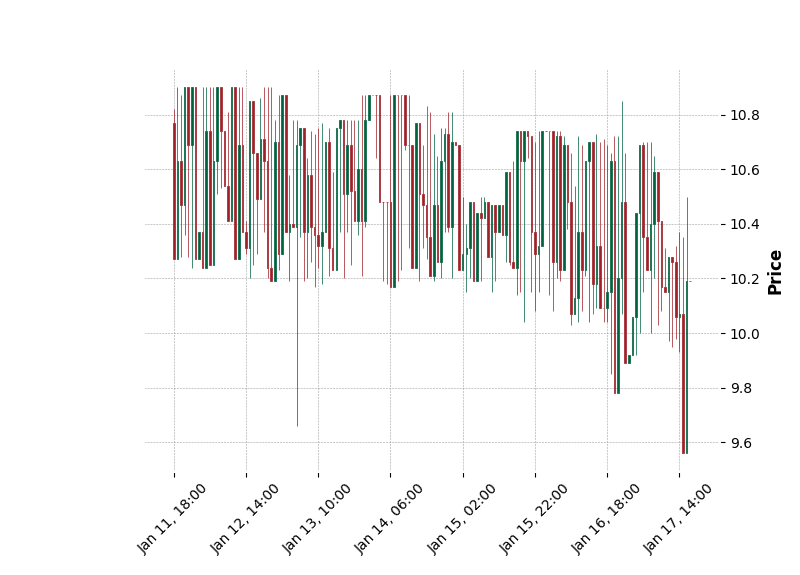 10.8
10.6
10.4
10.2
10.0
9.8
9.6
Price
Jan 11, 18:00
Jan 12, 14:00
Jan 13, 10:00
Jan 14, 06:00
Jan 15, 02:00
Jan 15, 22:00
Jan 16, 18:00
Jan 17, 14:00